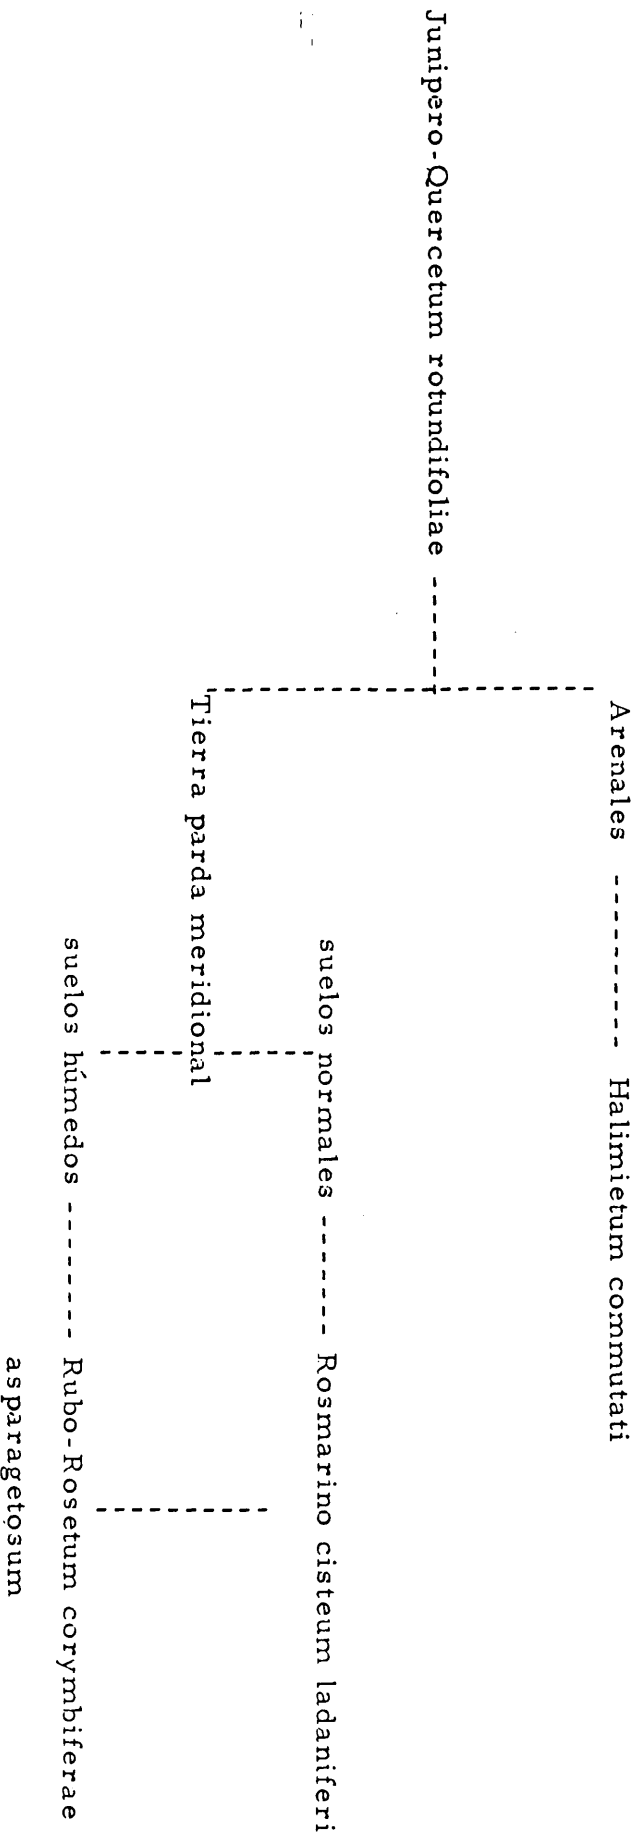 Arenales ---------- Halimietum commutati
Junipero-Quercetum rotundifoliae ------
suelos normales ------- Rosmarino cisteum ladaniferi
Tierra parda meridional
suelos húmedos -------- Rubo-Rosetum corymbiferae
asparagetosum